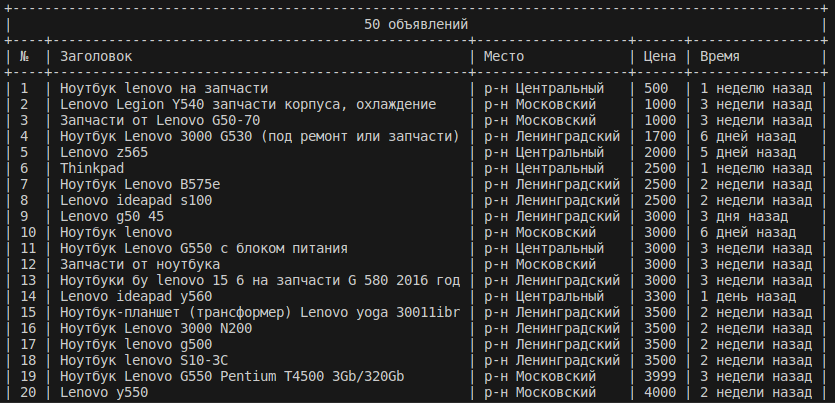 50 объявлений
№ Заголовок Место Цена Время
1 Ноутбук lenovo на запчасти р-н Центральный 500 1 неделю назад
2 Lenovo Legion Y540 запчасти корпуса, охлаждение р-н Московский 1000 3 недели назад
3 Запчасти от Lenovo G50-70 р-н Московский 1000 3 недели назад
4 Ноутбук Lenovo 3000 G530 (под ремонт или запчасти) р-н Ленинградский 1700 6 дней назад
5 Lenovo z565 р-н Центральный 2000 5 дней назад
6 Thinkpad р-н Центральный 2500 1 неделю назад
7 Ноутбук Lenovo B575e р-н Ленинградский 2500 2 недели назад
8 Lenovo ideapad s100 р-н Ленинградский 2500 2 недели назад
9 Lenovo g50 45 р-н Ленинградский 3000 3 дня назад
10 Ноутбук lenovo р-н Московский 3000 6 дней назад
11 Ноутбук Lenovo G550 с блоком питания р-н Центральный 3000 3 недели назад
12 Запчасти от ноутбука р-н Московский 3000 3 недели назад
13 Ноутбуки бу lenovo 15 6 на запчасти G 580 2016 год р-н Ленинградский 3000 3 недели назад
14 Lenovo ideapad y560 р-н Центральный 3300 1 день назад
15 Ноутбук-планшет (трансформер) Lenovo yoga 30011ibr р-н Ленинградский 3500 2 недели назад
16 Ноутбук Lenovo 3000 N200 р-н Ленинградский 3500 2 недели назад
17 Ноутбук lenovo g500 р-н Ленинградский 3500 2 недели назад
18 Ноутбук lenovo S10-3C р-н Ленинградский 3500 2 недели назад
19 Ноутбук Lenovo G550 Pentium T4500 3Gb/320Gb р-н Московский 3999 3 недели назад
20 Lenovo y550 р-н Московский 4000 2 недели назад